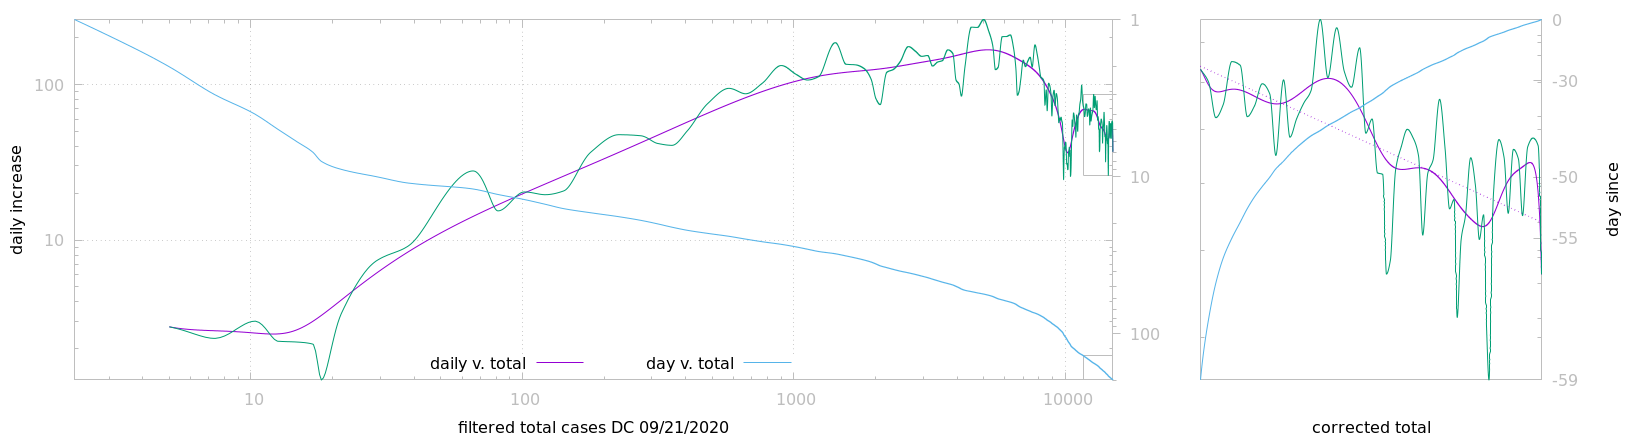 daily increase
100
10
10
100
1000
10000
1
10
100
daily v. total
day v. total
filtered total cases DC 09/21/2020
0
-30
-50
-55
-59
day since
corrected total